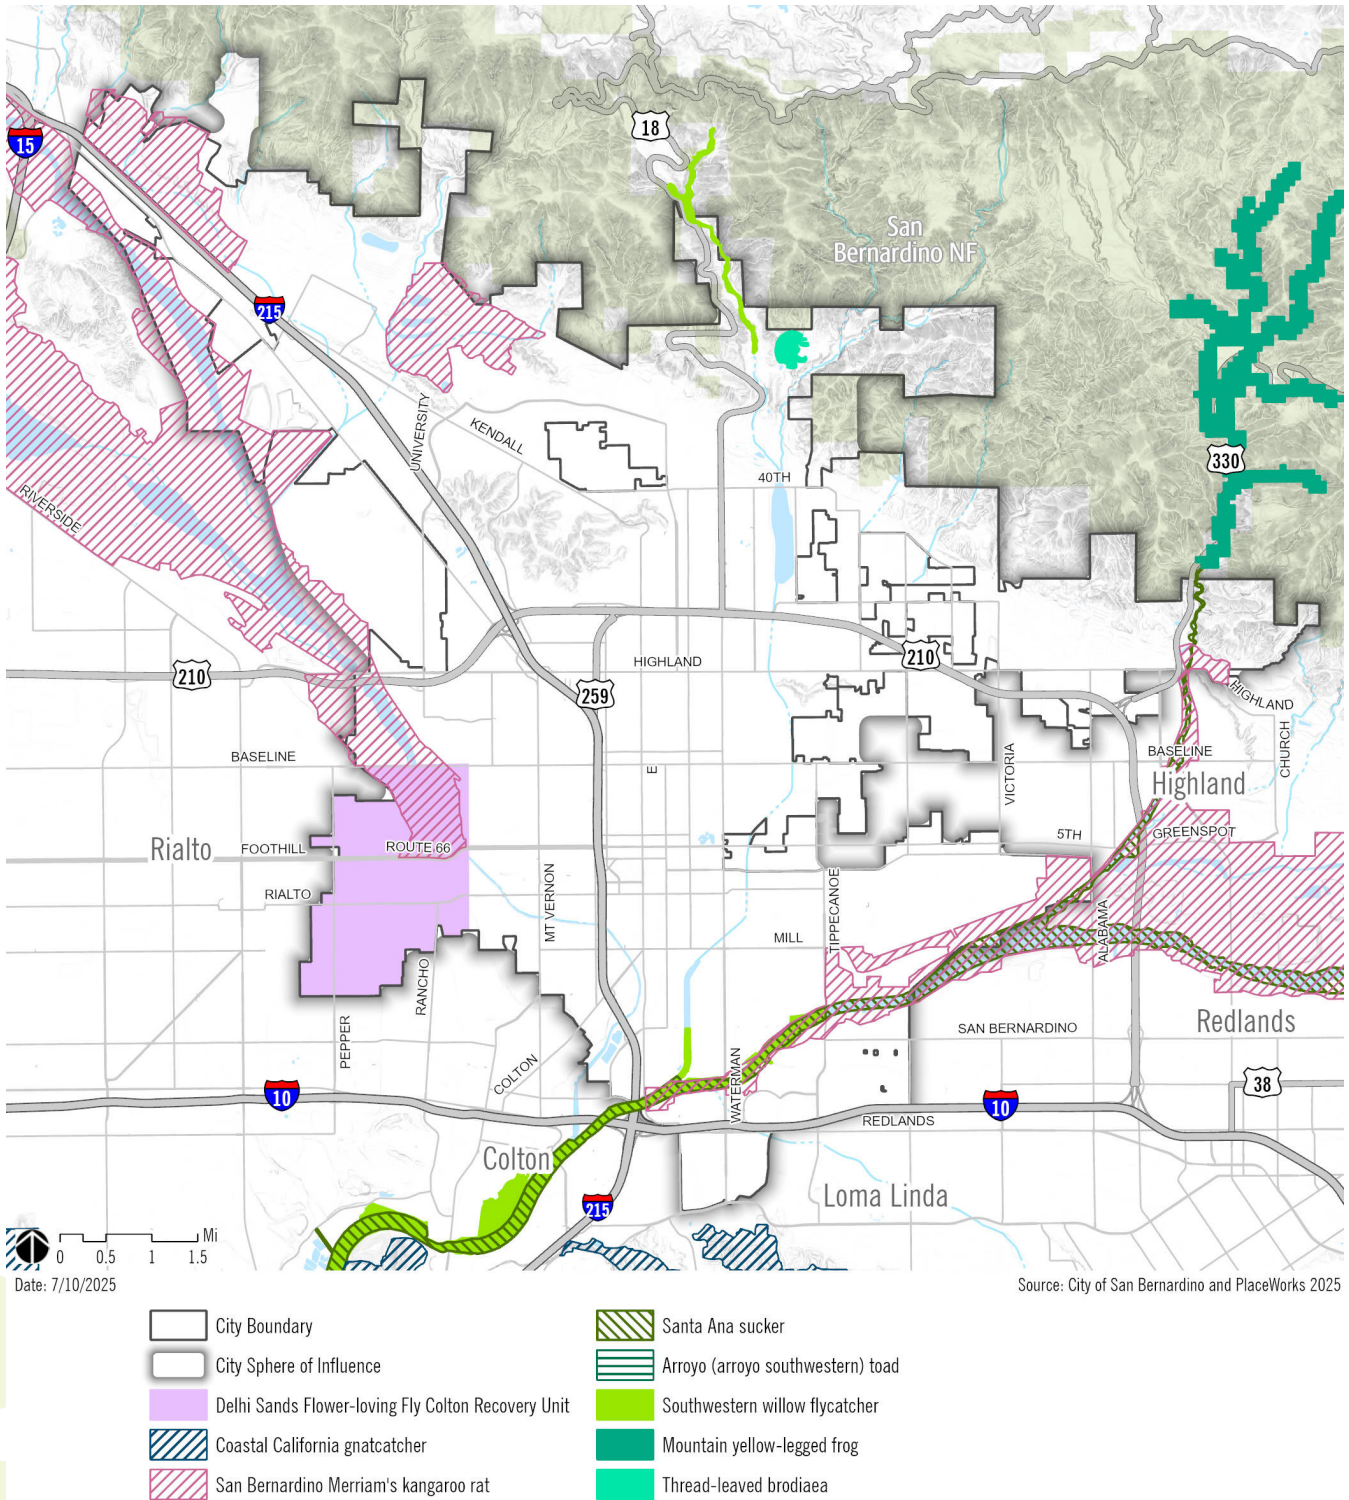 18
15
San
Bernardino NF
215
UNIVERSITY
KENDALL
330
40TH
RIVERSIDE
HIGHLAND
210
210
259
HIGHLAND
BASELINE
E
VICTORIA
BASELINE
CHURCH
Highland
Rialto
FOOTHILL
ROUTE 66
5TH
GREENSPOT
RIALTO
MT VERNON
TIPPECANOE
MILL
ALABAMA
RANCHO
PEPPER
SAN BERNARDINO
Redlands
COLTON
WATERMAN
10
10
38
REDLANDS
Colton
Loma Linda
215
0 0.5 1 1.5 Mi
Date: 7/10/2025
Source: City of San Bernardino and PlaceWorks 2025
City Boundary
City Sphere of Influence
Delhi Sands Flower-loving Fly Colton Recovery Unit
Coastal California gnatcatcher
San Bernardino Merriam's kangaroo rat
Santa Ana sucker
Arroyo (arroyo southwestern) toad
Southwestern willow flycatcher
Mountain yellow-legged frog
Thread-leaved brodiaea